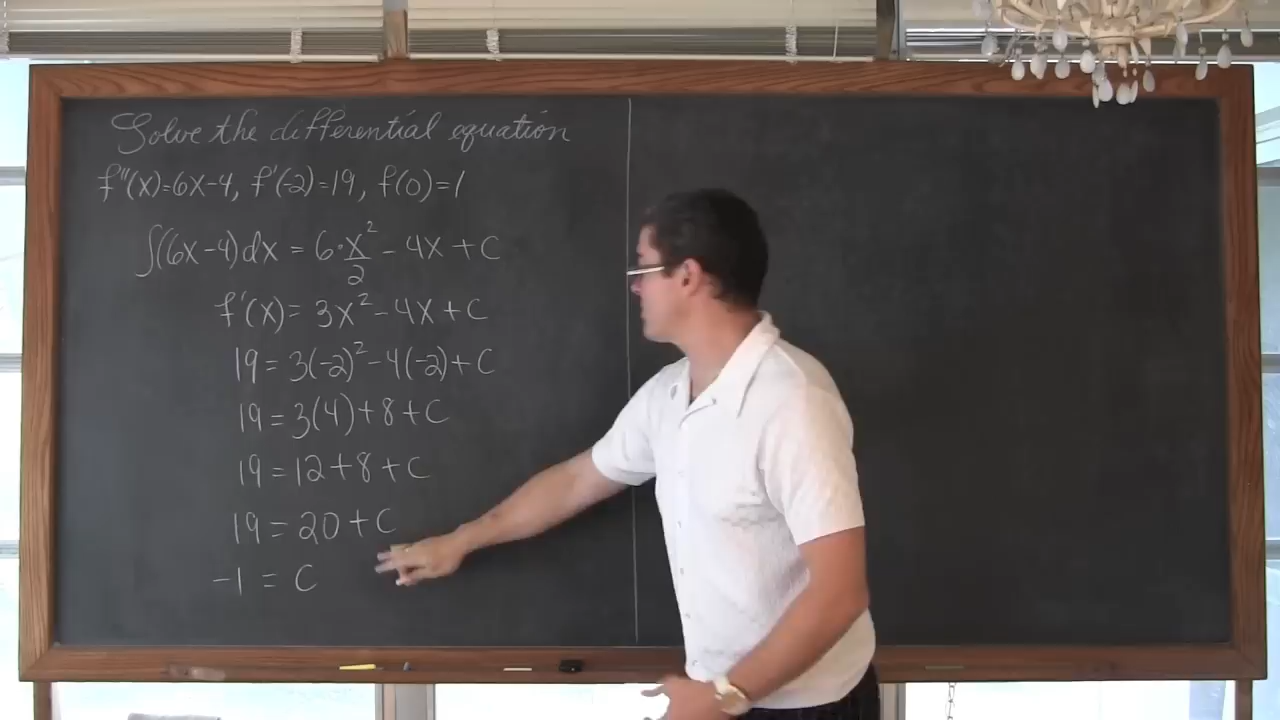 Solve the differential equation
f''(x)=6x-4, f'(-2)=19, f(0)=1
∫(6x-4)dx = 6·x²/2 - 4x + C
f'(x)= 3x²-4x+C
19=3(-2)²-4(-2)+C
19=3(4)+8+C
19=12+8+C
19=20+C
-1=C